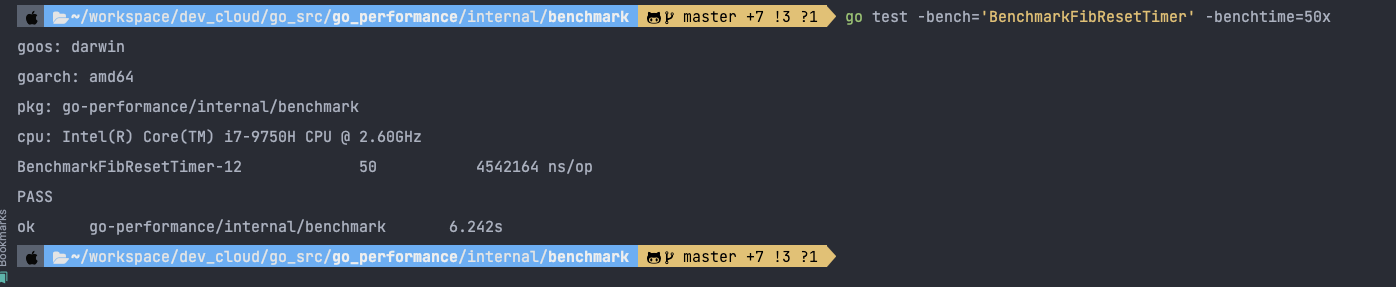 ~/workspace/dev_cloud/go_src/go_performance/internal/benchmark master +7 !3 ?1 go test -bench='BenchmarkFibResetTimer' -benchtime=50x
goos: darwin
goarch: amd64
pkg: go-performance/internal/benchmark
cpu: Intel(R) Core(TM) i7-9750H CPU @ 2.60GHz
BenchmarkFibResetTimer-12 50 4542164 ns/op
PASS
ok go-performance/internal/benchmark 6.242s
~/workspace/dev_cloud/go_src/go_performance/internal/benchmark master +7 !3 ?1
Bookmarks